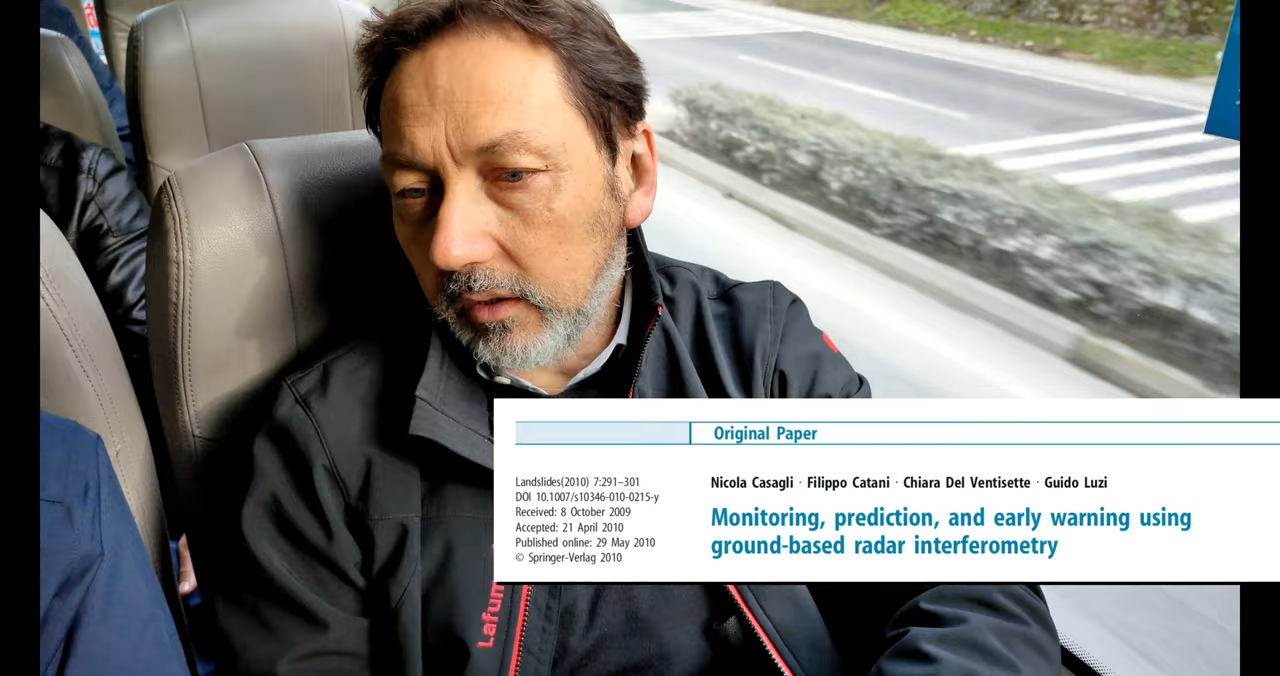 Original Paper
Landslides(2010) 7:291–301
DOI 10.1007/s10346-010-0215-y
Received: 8 October 2009
Accepted: 21 April 2010
Published online: 29 May 2010
© Springer-Verlag 2010
Nicola Casagli · Filippo Catani · Chiara Del Ventisette · Guido Luzi
Monitoring, prediction, and early warning using
ground-based radar interferometry